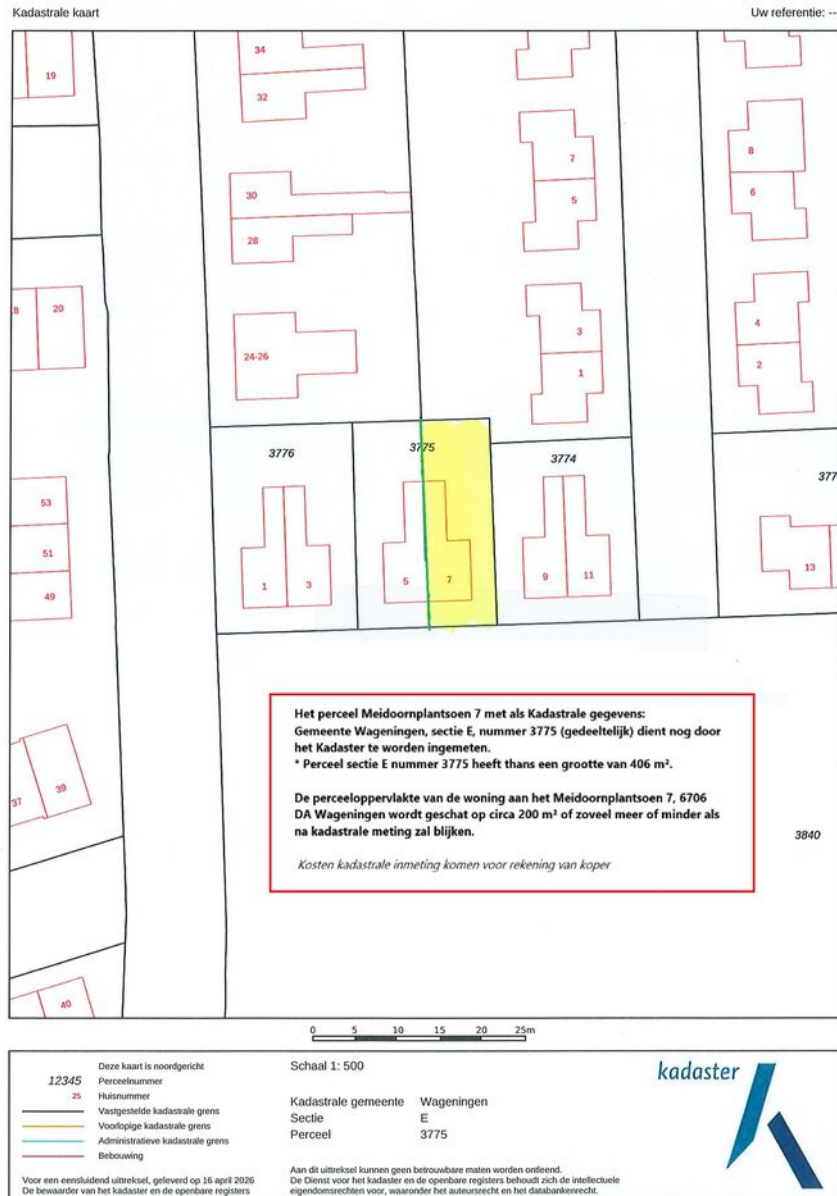 Kadastrale kaart
Uw referentie: --
34
19
32
7
8
30
5
6
28
8
20
3
4
24-26
1
2
3776
3775
3774
377
53
51
49
1
3
5
7
9
11
13
Het perceel Meidoornplantsoen 7 met als Kadastrale gegevens:
Gemeente Wageningen, sectie E, nummer 3775 (gedeeltelijk) dient nog door
het Kadaster te worden ingemeten.
* Perceel sectie E nummer 3775 heeft thans een grootte van 406 m².
De perceeloppervlakte van de woning aan het Meidoornplantsoen 7, 6706
DA Wageningen wordt geschat op circa 200 m² of zoveel meer of minder als
na kadastrale meting zal blijken.
Kosten kadastrale inmeting komen voor rekening van koper
37
39
3840
40
0 5 10 15 20 25m
Deze kaart is noordgericht
12345 Perceelnummer
25 Huisnummer
Vastgestelde kadastrale grens
Voorlopige kadastrale grens
Administratieve kadastrale grens
Bebouwing
Voor een eensluidend uittreksel, geleverd op 16 april 2026
De bewaarder van het kadaster en de openbare registers
Schaal 1: 500
Kadastrale gemeente Wageningen
Sectie E
Perceel 3775
Aan dit uittreksel kunnen geen betrouwbare maten worden ontleend.
De Dienst voor het kadaster en de openbare registers behoudt zich de intellectuele
eigendomsrechten voor, waaronder het auteursrecht en het databankenrecht.
kadaster